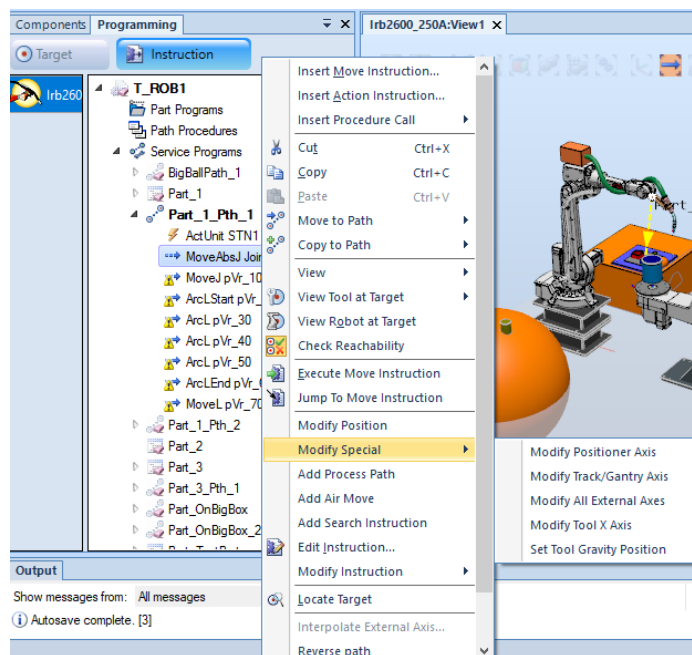 Components Programming
Irb2600_250A:View1
Target Instruction
Irb260
T_ROB1
Part Programs
Path Procedures
Service Programs
BigBallPath_1
Part_1
Part_1_Pth_1
ActUnit STN1
MoveAbsJ Join
MoveJ pVr_10
ArcLStart pVr_
ArcL pVr_30
ArcL pVr_40
ArcL pVr_50
ArcLEnd pVr_6
MoveL pVr_70
Part_1_Pth_2
Part_2
Part_3
Part_3_Pth_1
Part_OnBigBox
Part_OnBigBox_2
Insert Move Instruction...
Insert Action Instruction...
Insert Procedure Call
Cut Ctrl+X
Copy Ctrl+C
Paste Ctrl+V
Move to Path
Copy to Path
View
View Tool at Target
View Robot at Target
Check Reachability
Execute Move Instruction
Jump To Move Instruction
Modify Position
Modify Special
Add Process Path
Add Air Move
Add Search Instruction
Edit Instruction...
Modify Instruction
Locate Target
Interpolate External Axis...
Reverse path
Modify Positioner Axis
Modify Track/Gantry Axis
Modify All External Axes
Modify Tool X Axis
Set Tool Gravity Position
Output
Show messages from: All messages
Autosave complete. [3]